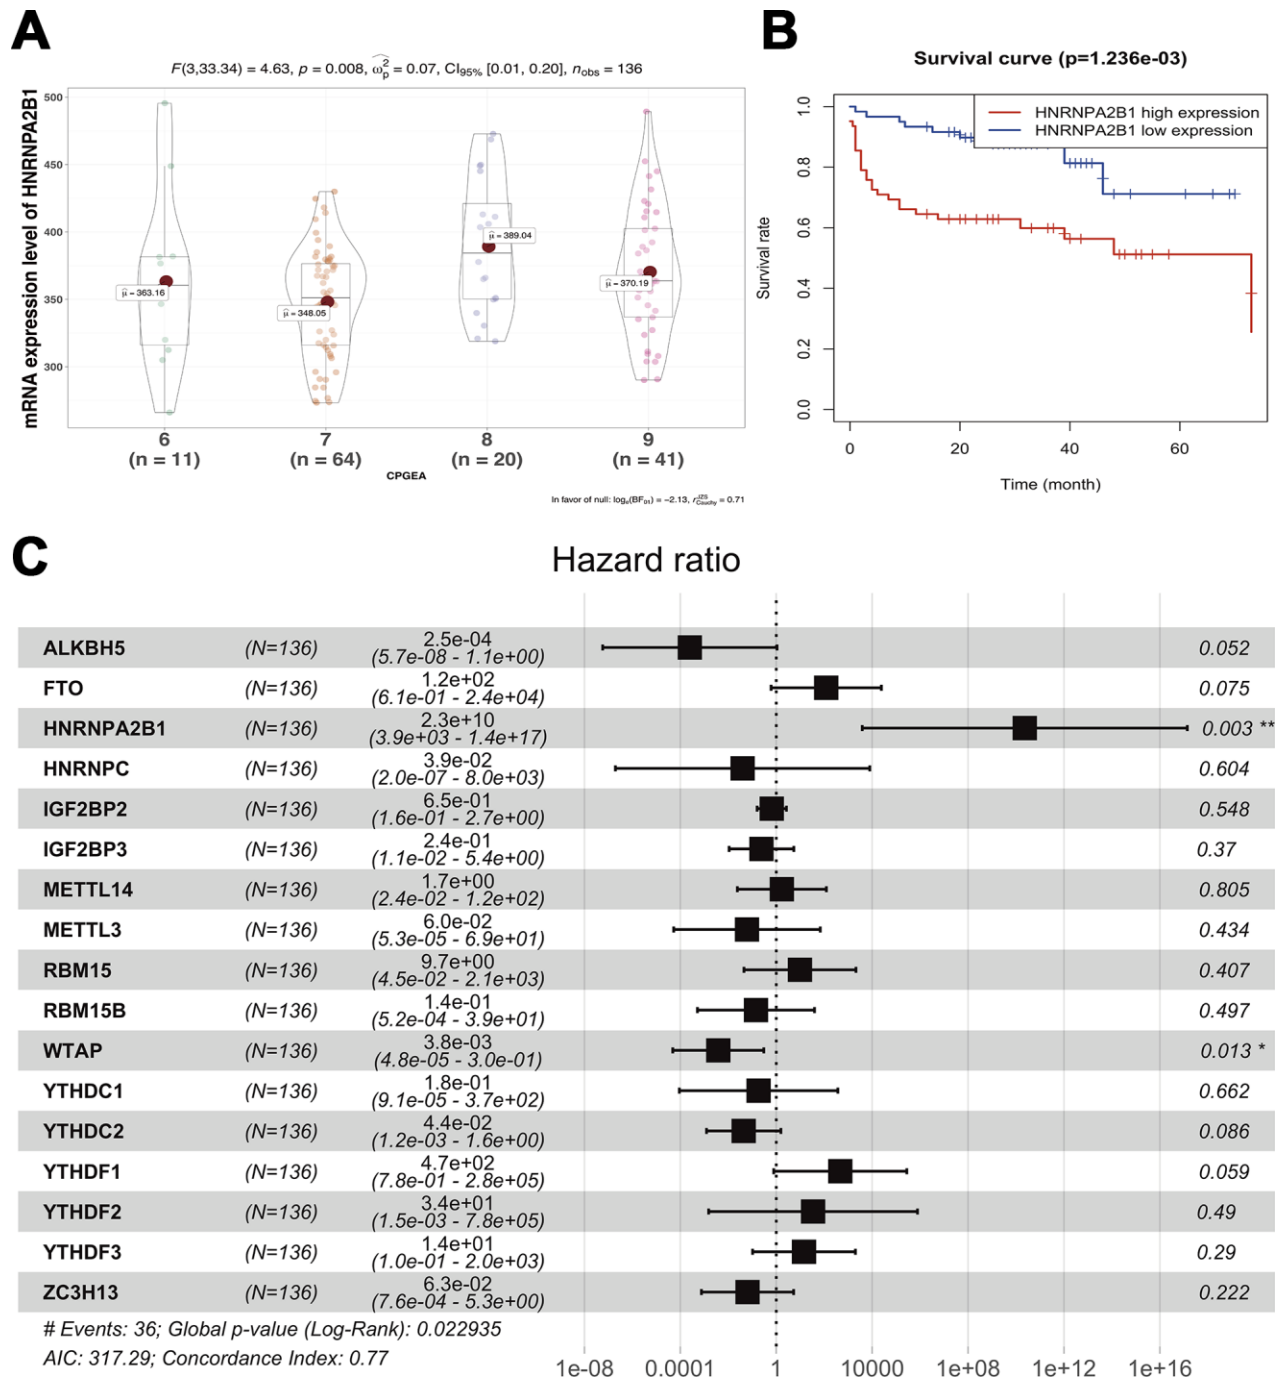 A
F(3,33.34) = 4.63, p = 0.008, ω̂²ₚ = 0.07, CI95% [0.01, 0.20], nobs = 136
mRNA expression level of HNRNPA2B1
500
450
400
350
300
μ̂ = 363.16
μ̂ = 348.05
μ̂ = 389.04
μ̂ = 370.19
6 7 8 9
(n = 11) (n = 64) (n = 20) (n = 41)
CPGEA
In favor of null: loge(BF01) = −2.13, r JZS Cauchy = 0.71
B
Survival curve (p=1.236e-03)
HNRNPA2B1 high expression
HNRNPA2B1 low expression
Survival rate
1.0
0.8
0.6
0.4
0.2
0.0
0 20 40 60
Time (month)
C
Hazard ratio
ALKBH5 (N=136) 2.5e-04 (5.7e-08 - 1.1e+00) 0.052
FTO (N=136) 1.2e+02 (6.1e-01 - 2.4e+04) 0.075
HNRNPA2B1 (N=136) 2.3e+10 (3.9e+03 - 1.4e+17) 0.003 **
HNRNPC (N=136) 3.9e-02 (2.0e-07 - 8.0e+03) 0.604
IGF2BP2 (N=136) 6.5e-01 (1.6e-01 - 2.7e+00) 0.548
IGF2BP3 (N=136) 2.4e-01 (1.1e-02 - 5.4e+00) 0.37
METTL14 (N=136) 1.7e+00 (2.4e-02 - 1.2e+02) 0.805
METTL3 (N=136) 6.0e-02 (5.3e-05 - 6.9e+01) 0.434
RBM15 (N=136) 9.7e+00 (4.5e-02 - 2.1e+03) 0.407
RBM15B (N=136) 1.4e-01 (5.2e-04 - 3.9e+01) 0.497
WTAP (N=136) 3.8e-03 (4.8e-05 - 3.0e-01) 0.013 *
YTHDC1 (N=136) 1.8e-01 (9.1e-05 - 3.7e+02) 0.662
YTHDC2 (N=136) 4.4e-02 (1.2e-03 - 1.6e+00) 0.086
YTHDF1 (N=136) 4.7e+02 (7.8e-01 - 2.8e+05) 0.059
YTHDF2 (N=136) 3.4e+01 (1.5e-03 - 7.8e+05) 0.49
YTHDF3 (N=136) 1.4e+01 (1.0e-01 - 2.0e+03) 0.29
ZC3H13 (N=136) 6.3e-02 (7.6e-04 - 5.3e+00) 0.222
# Events: 36; Global p-value (Log-Rank): 0.022935
AIC: 317.29; Concordance Index: 0.77
1e-08 0.0001 1 10000 1e+08 1e+12 1e+16